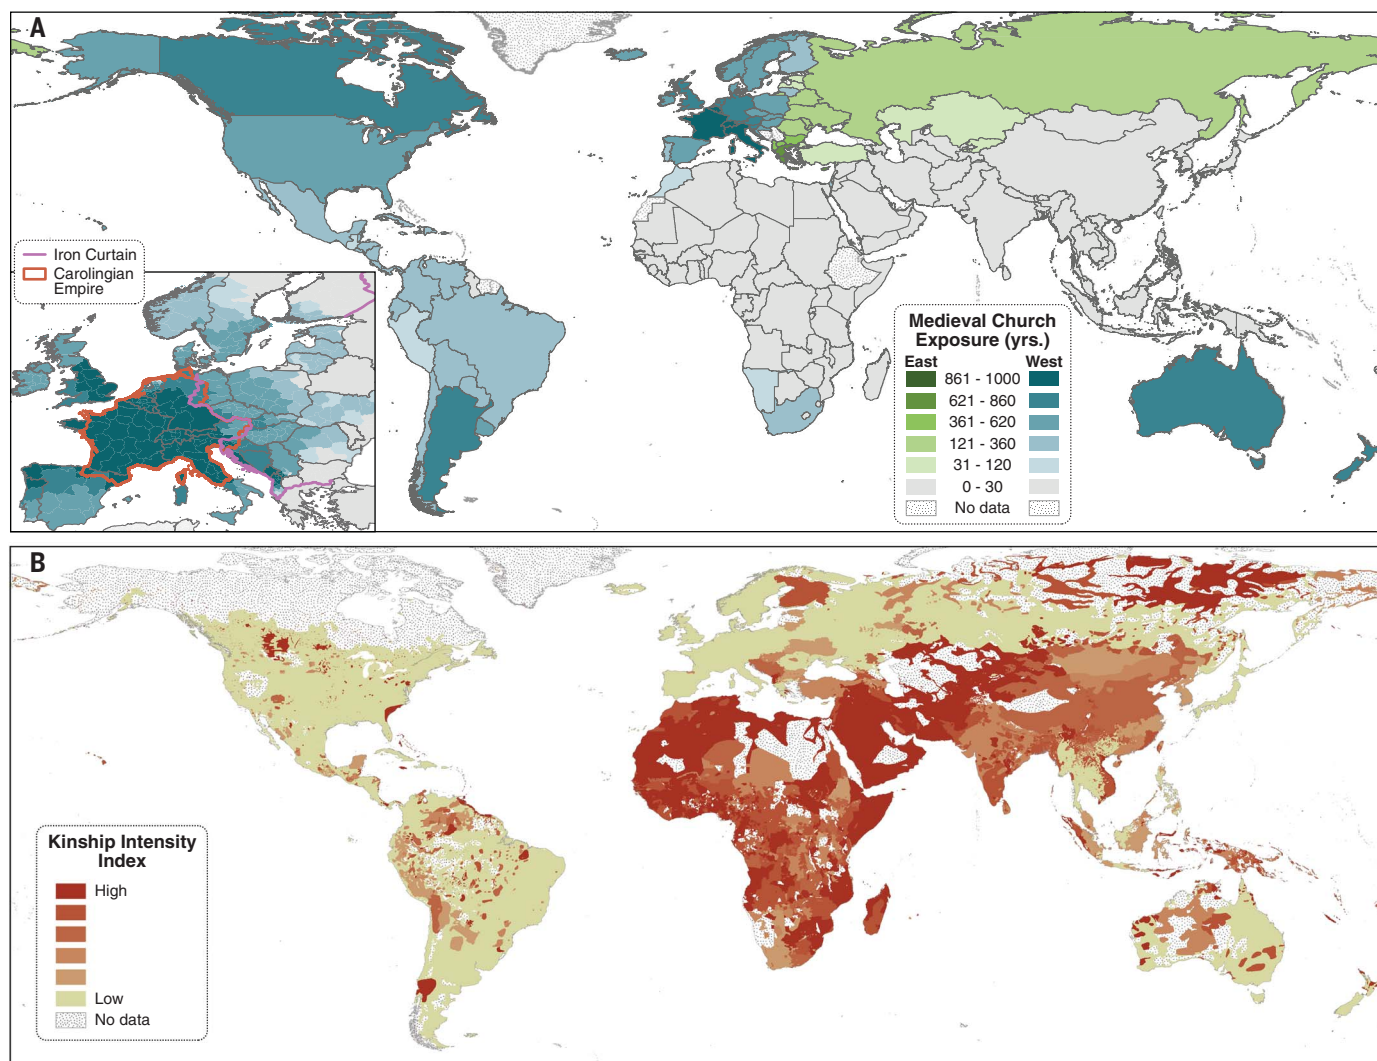 A
Iron Curtain
Carolingian
Empire
Medieval Church
Exposure (yrs.)
East West
861 - 1000
621 - 860
361 - 620
121 - 360
31 - 120
0 - 30
No data
B
Kinship Intensity
Index
High
Low
No data